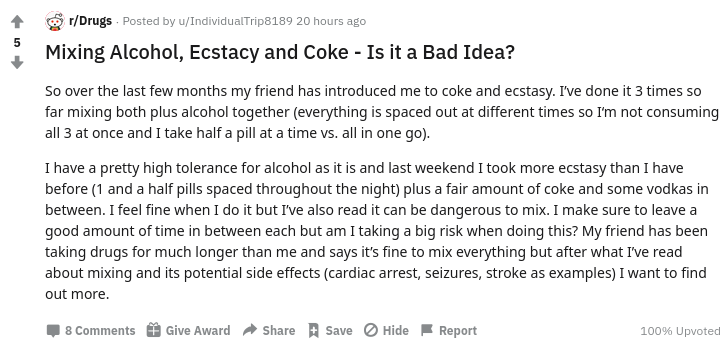 r/Drugs · Posted by u/IndividualTrip8189 20 hours ago
5
Mixing Alcohol, Ecstacy and Coke - Is it a Bad Idea?
So over the last few months my friend has introduced me to coke and ecstasy. I've done it 3 times so
far mixing both plus alcohol together (everything is spaced out at different times so I'm not consuming
all 3 at once and I take half a pill at a time vs. all in one go).
I have a pretty high tolerance for alcohol as it is and last weekend I took more ecstasy than I have
before (1 and a half pills spaced throughout the night) plus a fair amount of coke and some vodkas in
between. I feel fine when I do it but I've also read it can be dangerous to mix. I make sure to leave a
good amount of time in between each but am I taking a big risk when doing this? My friend has been
taking drugs for much longer than me and says it's fine to mix everything but after what I've read
about mixing and its potential side effects (cardiac arrest, seizures, stroke as examples) I want to find
out more.
8 Comments Give Award Share Save Hide Report 100% Upvoted